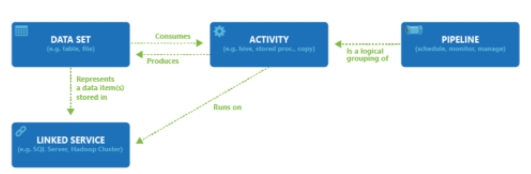 DATA SET
(e.g. table, file)
Consumes
Produces
ACTIVITY
(e.g. hive, stored proc., copy)
Is a logical
grouping of
PIPELINE
(schedule, monitor, manage)
Represents
a data item(s)
stored in
Runs on
LINKED SERVICE
(e.g. SQL Server, Hadoop Cluster)